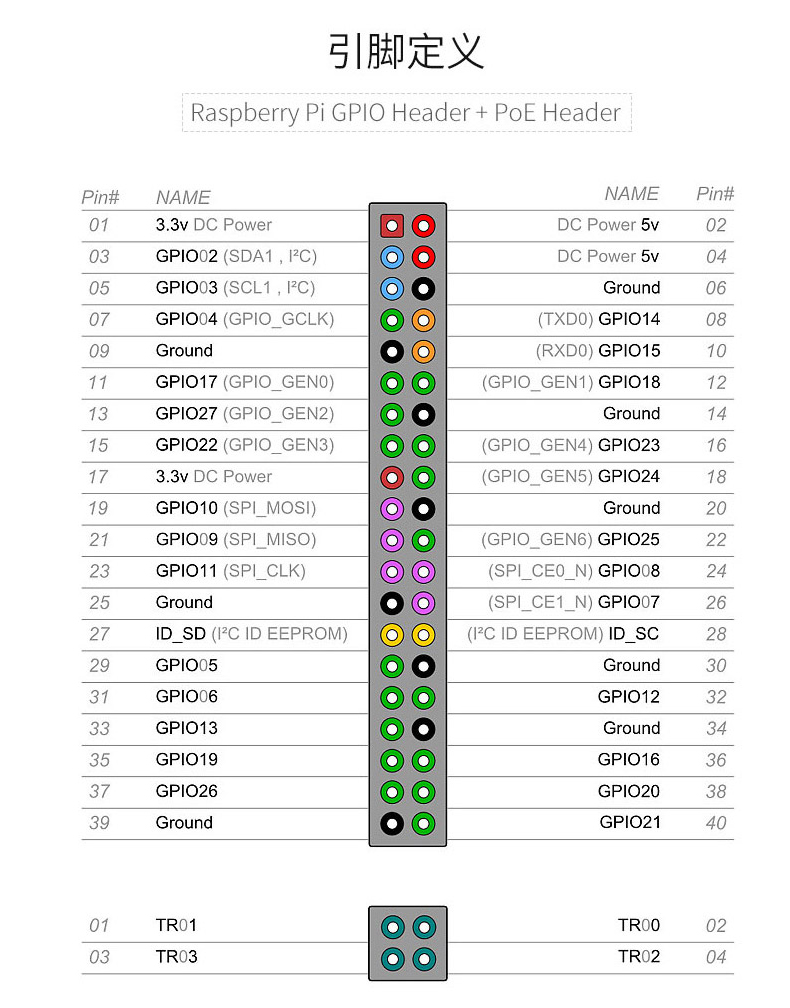 引脚定义
Raspberry Pi GPIO Header + PoE Header
Pin# NAME NAME Pin#
01 3.3v DC Power DC Power 5v 02
03 GPIO02 (SDA1 , I²C) DC Power 5v 04
05 GPIO03 (SCL1 , I²C) Ground 06
07 GPIO04 (GPIO_GCLK) (TXD0) GPIO14 08
09 Ground (RXD0) GPIO15 10
11 GPIO17 (GPIO_GEN0) (GPIO_GEN1) GPIO18 12
13 GPIO27 (GPIO_GEN2) Ground 14
15 GPIO22 (GPIO_GEN3) (GPIO_GEN4) GPIO23 16
17 3.3v DC Power (GPIO_GEN5) GPIO24 18
19 GPIO10 (SPI_MOSI) Ground 20
21 GPIO09 (SPI_MISO) (GPIO_GEN6) GPIO25 22
23 GPIO11 (SPI_CLK) (SPI_CE0_N) GPIO08 24
25 Ground (SPI_CE1_N) GPIO07 26
27 ID_SD (I²C ID EEPROM) (I²C ID EEPROM) ID_SC 28
29 GPIO05 Ground 30
31 GPIO06 GPIO12 32
33 GPIO13 Ground 34
35 GPIO19 GPIO16 36
37 GPIO26 GPIO20 38
39 Ground GPIO21 40
01 TR01 TR00 02
03 TR03 TR02 04